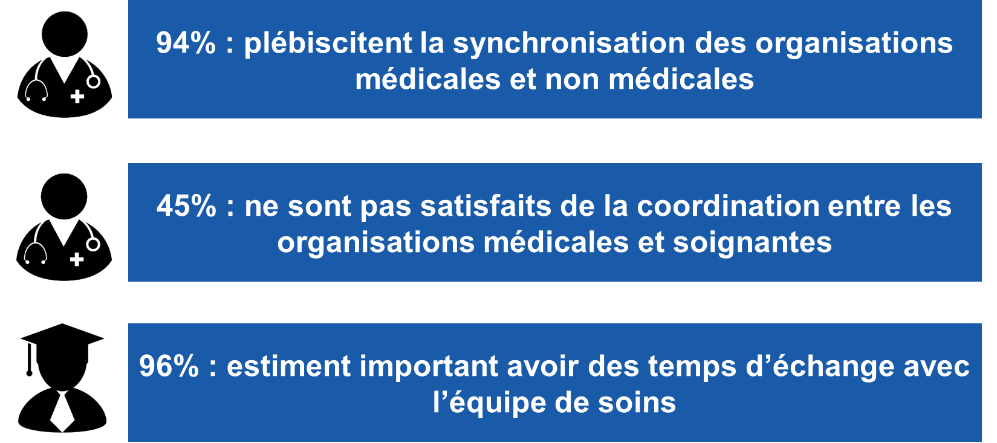 94% : plébiscitent la synchronisation des organisations
médicales et non médicales
45% : ne sont pas satisfaits de la coordination entre les
organisations médicales et soignantes
96% : estiment important avoir des temps d’échange avec
l’équipe de soins